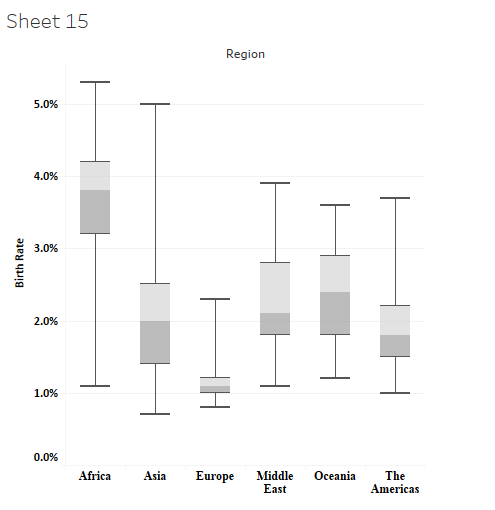 Sheet 15
Region
5.0%
4.0%
3.0%
2.0%
1.0%
0.0%
Birth Rate
Africa
Asia
Europe
Middle
East
Oceania
The
Americas